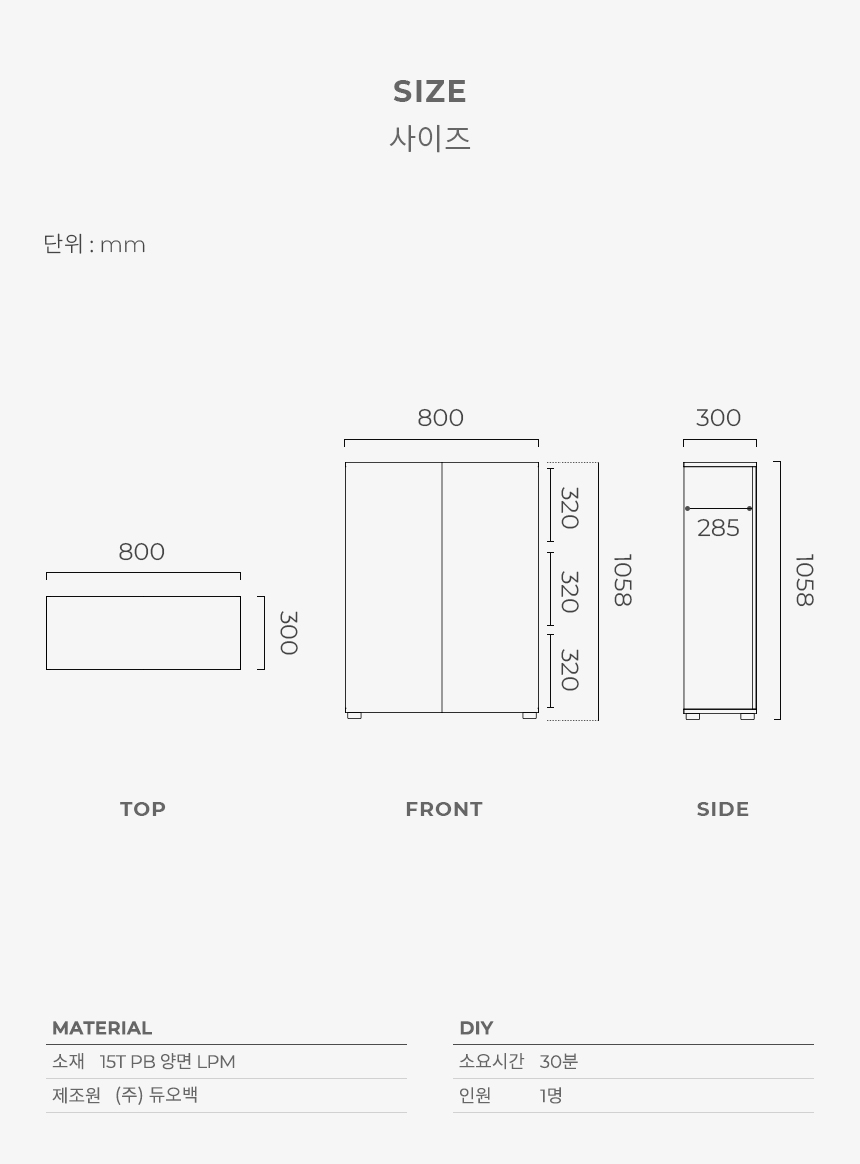 SIZE
사이즈
단위 : mm
800
300
TOP
800
320
320
320
1058
FRONT
300
285
1058
SIDE
MATERIAL
소재 15T PB 양면 LPM
제조원 (주) 듀오백
DIY
소요시간 30분
인원 1명